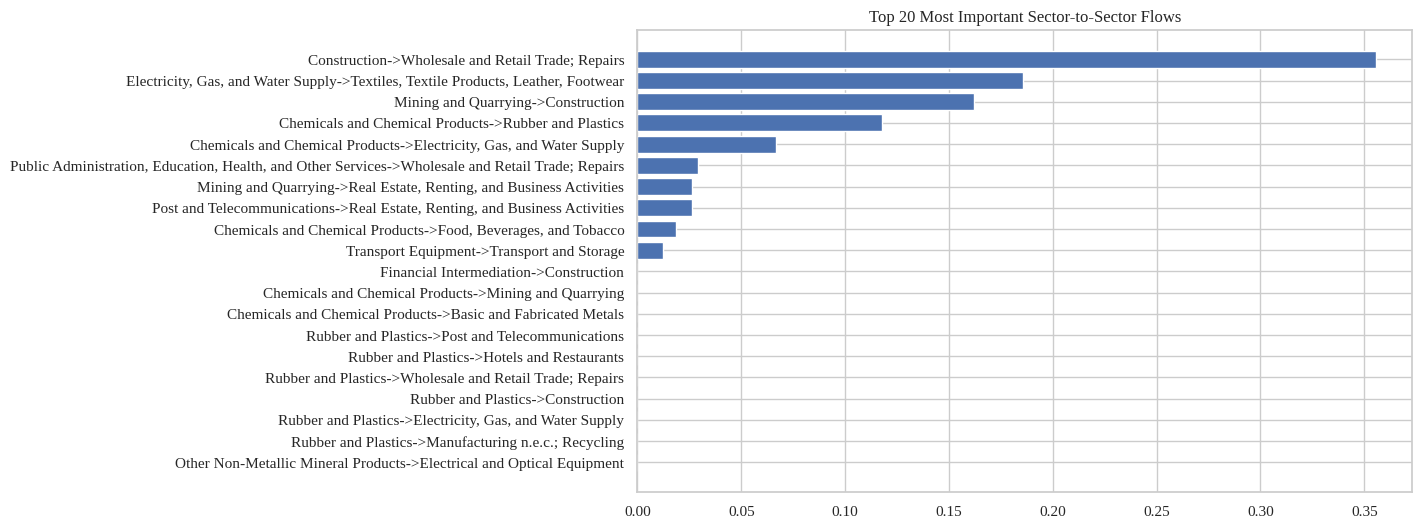 Top 20 Most Important Sector-to-Sector Flows
Construction->Wholesale and Retail Trade; Repairs
Electricity, Gas, and Water Supply->Textiles, Textile Products, Leather, Footwear
Mining and Quarrying->Construction
Chemicals and Chemical Products->Rubber and Plastics
Chemicals and Chemical Products->Electricity, Gas, and Water Supply
Public Administration, Education, Health, and Other Services->Wholesale and Retail Trade; Repairs
Mining and Quarrying->Real Estate, Renting, and Business Activities
Post and Telecommunications->Real Estate, Renting, and Business Activities
Chemicals and Chemical Products->Food, Beverages, and Tobacco
Transport Equipment->Transport and Storage
Financial Intermediation->Construction
Chemicals and Chemical Products->Mining and Quarrying
Chemicals and Chemical Products->Basic and Fabricated Metals
Rubber and Plastics->Post and Telecommunications
Rubber and Plastics->Hotels and Restaurants
Rubber and Plastics->Wholesale and Retail Trade; Repairs
Rubber and Plastics->Construction
Rubber and Plastics->Electricity, Gas, and Water Supply
Rubber and Plastics->Manufacturing n.e.c.; Recycling
Other Non-Metallic Mineral Products->Electrical and Optical Equipment
0.00 0.05 0.10 0.15 0.20 0.25 0.30 0.35